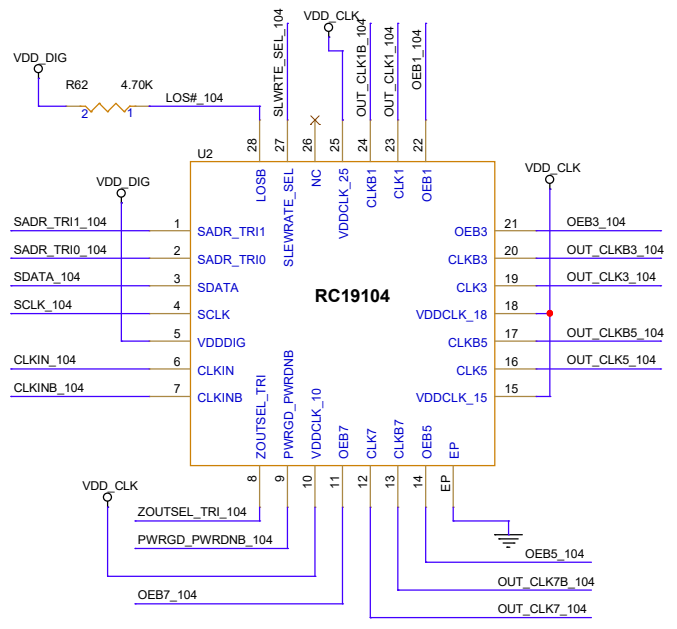 VDD_DIG
R62 4.70K
2 1
LOS#_104
SLWRTE_SEL_104
VDD_CLK
OUT_CLK1B_104
OUT_CLK1_104
OEB1_104
U2
28 27 26 25 24 23 22
LOSB
SLEWRATE_SEL
NC
VDDCLK_25
CLKB1
CLK1
OEB1
VDD_DIG
VDD_CLK
SADR_TRI1_104 1 SADR_TRI1
SADR_TRI0_104 2 SADR_TRI0
SDATA_104 3 SDATA
SCLK_104 4 SCLK
5 VDDDIG
CLKIN_104 6 CLKIN
CLKINB_104 7 CLKINB
RC19104
OEB3 21 OEB3_104
CLKB3 20 OUT_CLKB3_104
CLK3 19 OUT_CLK3_104
VDDCLK_18 18
CLKB5 17 OUT_CLKB5_104
CLK5 16 OUT_CLK5_104
VDDCLK_15 15
ZOUTSEL_TRI
PWRGD_PWRDNB
VDDCLK_10
OEB7
CLK7
CLKB7
OEB5
EP
8 9 10 11 12 13 14 EP
VDD_CLK
ZOUTSEL_TRI_104
PWRGD_PWRDNB_104
OEB7_104
OEB5_104
OUT_CLK7B_104
OUT_CLK7_104